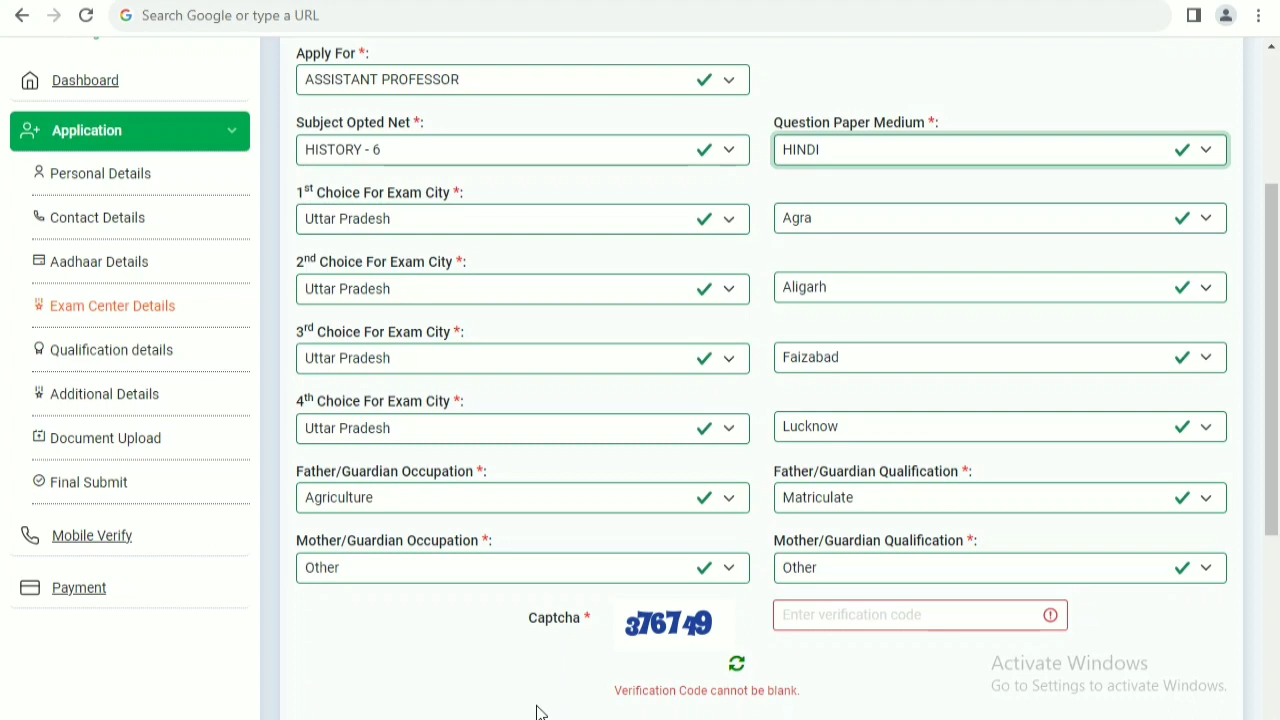 Search Google or type a URL
Dashboard
Application
Personal Details
Contact Details
Aadhaar Details
Exam Center Details
Qualification details
Additional Details
Document Upload
Final Submit
Mobile Verify
Payment
Apply For *:
ASSISTANT PROFESSOR
Subject Opted Net *: Question Paper Medium *:
HISTORY - 6 HINDI
1st Choice For Exam City *:
Uttar Pradesh Agra
2nd Choice For Exam City *:
Uttar Pradesh Aligarh
3rd Choice For Exam City *:
Uttar Pradesh Faizabad
4th Choice For Exam City *:
Uttar Pradesh Lucknow
Father/Guardian Occupation *: Father/Guardian Qualification *:
Agriculture Matriculate
Mother/Guardian Occupation *: Mother/Guardian Qualification *:
Other Other
Captcha * 376749 Enter verification code
Verification Code cannot be blank.
Activate Windows
Go to Settings to activate Windows.